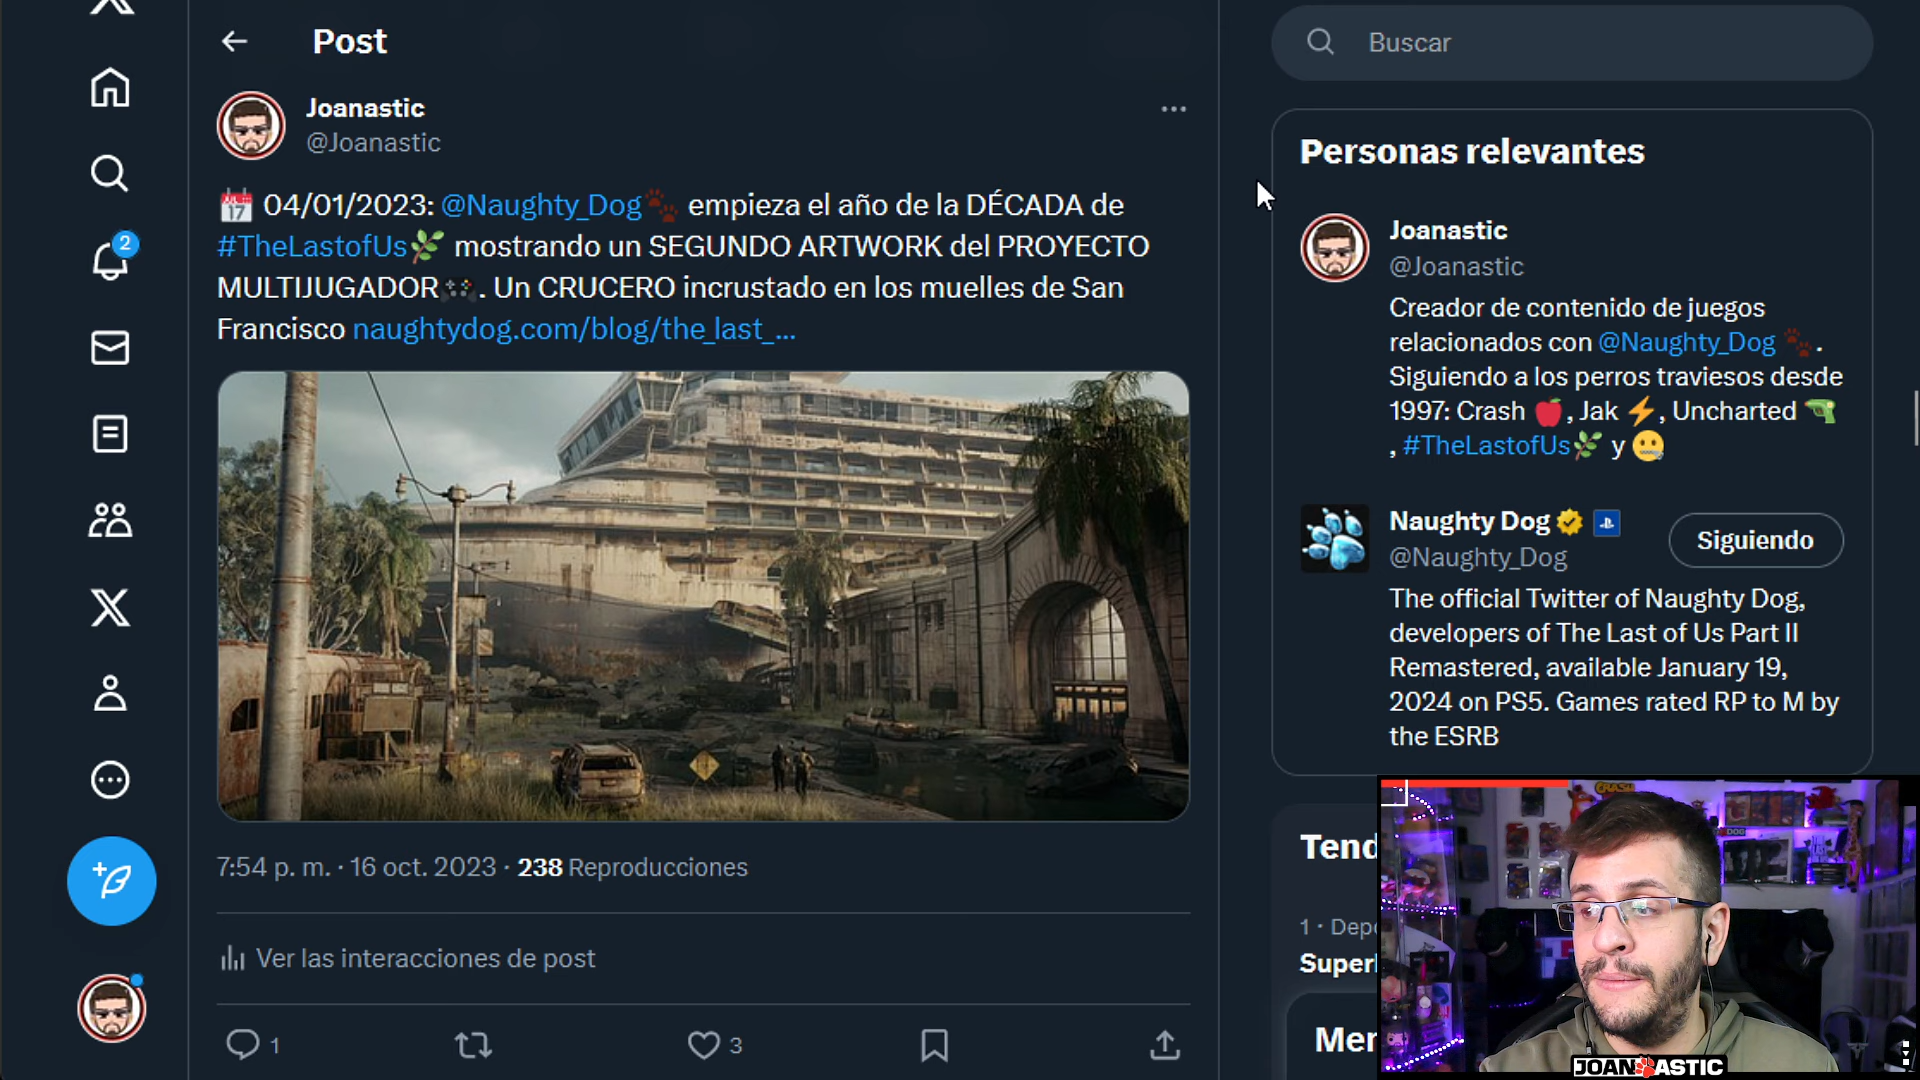 Post
Joanastic
@Joanastic
04/01/2023: @Naughty_Dog empieza el año de la DÉCADA de
#TheLastofUs mostrando un SEGUNDO ARTWORK del PROYECTO
MULTIJUGADOR. Un CRUCERO incrustado en los muelles de San
Francisco naughtydog.com/blog/the_last_...
7:54 p. m. · 16 oct. 2023 · 238 Reproducciones
Ver las interacciones de post
1
3
2
Buscar
Personas relevantes
Joanastic
@Joanastic
Creador de contenido de juegos
relacionados con @Naughty_Dog .
Siguiendo a los perros traviesos desde
1997: Crash , Jak , Uncharted
, #TheLastofUs y
Naughty Dog
@Naughty_Dog
Siguiendo
The official Twitter of Naughty Dog,
developers of The Last of Us Part II
Remastered, available January 19,
2024 on PS5. Games rated RP to M by
the ESRB
Tend
1 · Dep
Super
Men
CRASH
JOANASTIC